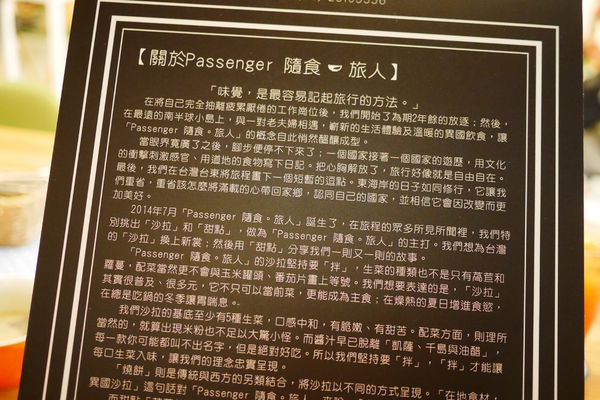 【關於Passenger 隨食 旅人】
「味覺，是最容易記起旅行的方法。」
在將自己完全抽離疲累厭倦的工作崗位後，我們開始了為期2年餘的放逐；然後，
在最遠的南半球小島上，與一對老夫婦相遇，嶄新的生活體驗及溫暖的異國飲食，讓
「Passenger 隨食。旅人」的概念自此悄然醞釀成型。
當眼界寬廣了之後，腳步便停不下來了；一個國家接著一個國家的遊歷，用文化
的衝擊刺激感官、用道地的食物寫下日記。把心胸解放了，旅行好像就是自由自在。
最後，我們在台灣台東將旅程畫下一個短暫的逗點。東海岸的日子如同修行，它讓我
們重省，重省該怎麼將滿載的心帶回家鄉，認同自己的國家，並相信它會因改變而更
加美好。
2014年7月「Passenger 隨食。旅人」誕生了，在旅程的眾多所見所聞裡，我們特
別挑出「沙拉」和「甜點」，做為「Passenger 隨食。旅人」的主打。我們想為台灣
的「沙拉」換上新裳；然後用「甜點」分享我們一則又一則的故事。
「Passenger 隨食。旅人」的沙拉堅持要「拌」，生菜的種類也不是只有萵苣和
蘿蔓，配菜當然更不會與玉米罐頭、番茄片畫上等號。我們想要表達的是，「沙拉」
其實很普及、很多元，它不只可以當前菜，更能成為主食；在燥熱的夏日增進食慾，
在總是吃鍋的冬季讓胃喘息。
我們沙拉的基底至少有5種生菜，口感中和，有脆嫩、有甜苦。配菜方面，則理所
當然的，就算出現米粉也不足以大驚小怪。而醬汁早已脫離「凱薩、千島與油醋」，
每一款你可能都叫不出名字，但是絕對好吃。所以我們堅持要「拌」，「拌」才能讓
每口生菜入味，讓我們的理念忠實呈現。
「燒餅」則是傳統與西方的另類結合，將沙拉以不同的方式呈現。「在地食材，
異國沙拉」這句話對「Passenger 隨食。旅人」來說，